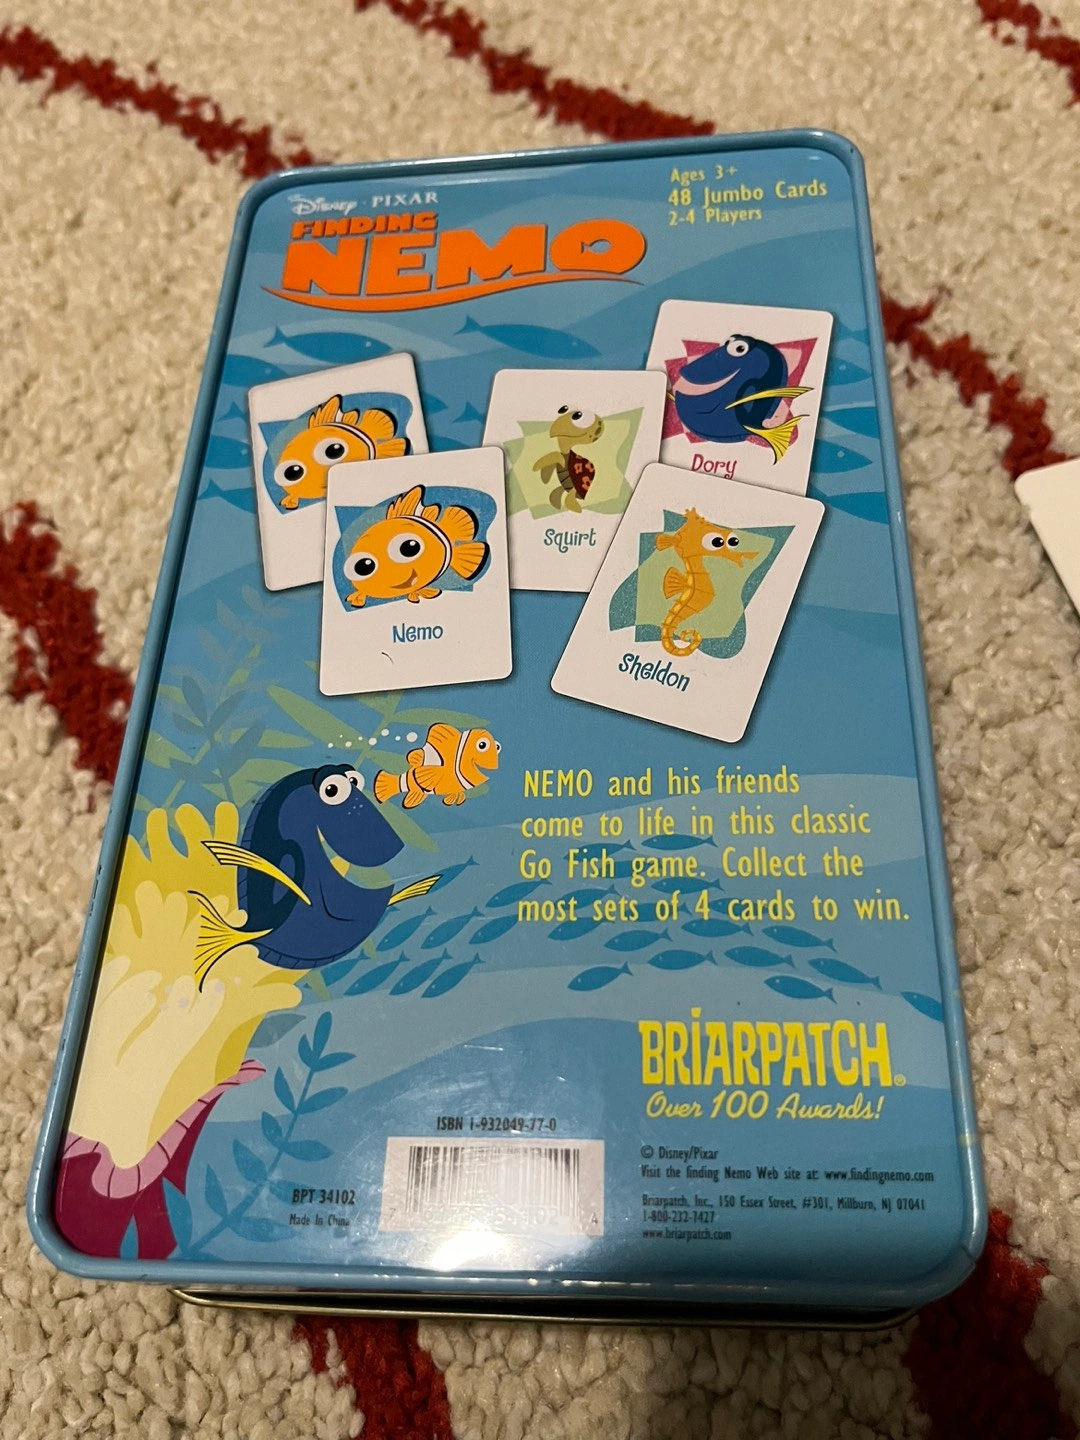 Disney · PIXAR
FINDING
NEMO
Ages 3+
48 Jumbo Cards
2-4 Players
Dory
Squirt
Nemo
Sheldon
NEMO and his friends
come to life in this classic
Go Fish game. Collect the
most sets of 4 cards to win.
BRIARPATCH®
Over 100 Awards!
ISBN 1-932049-77-0
BPT 34102
Made In China
7
4
© Disney/Pixar
Visit the Finding Nemo Web site at: www.findingnemo.com
Briarpatch, Inc., 150 Essex Street, #301, Millburn, NJ 07041
1-800-232-7427
www.briarpatch.com